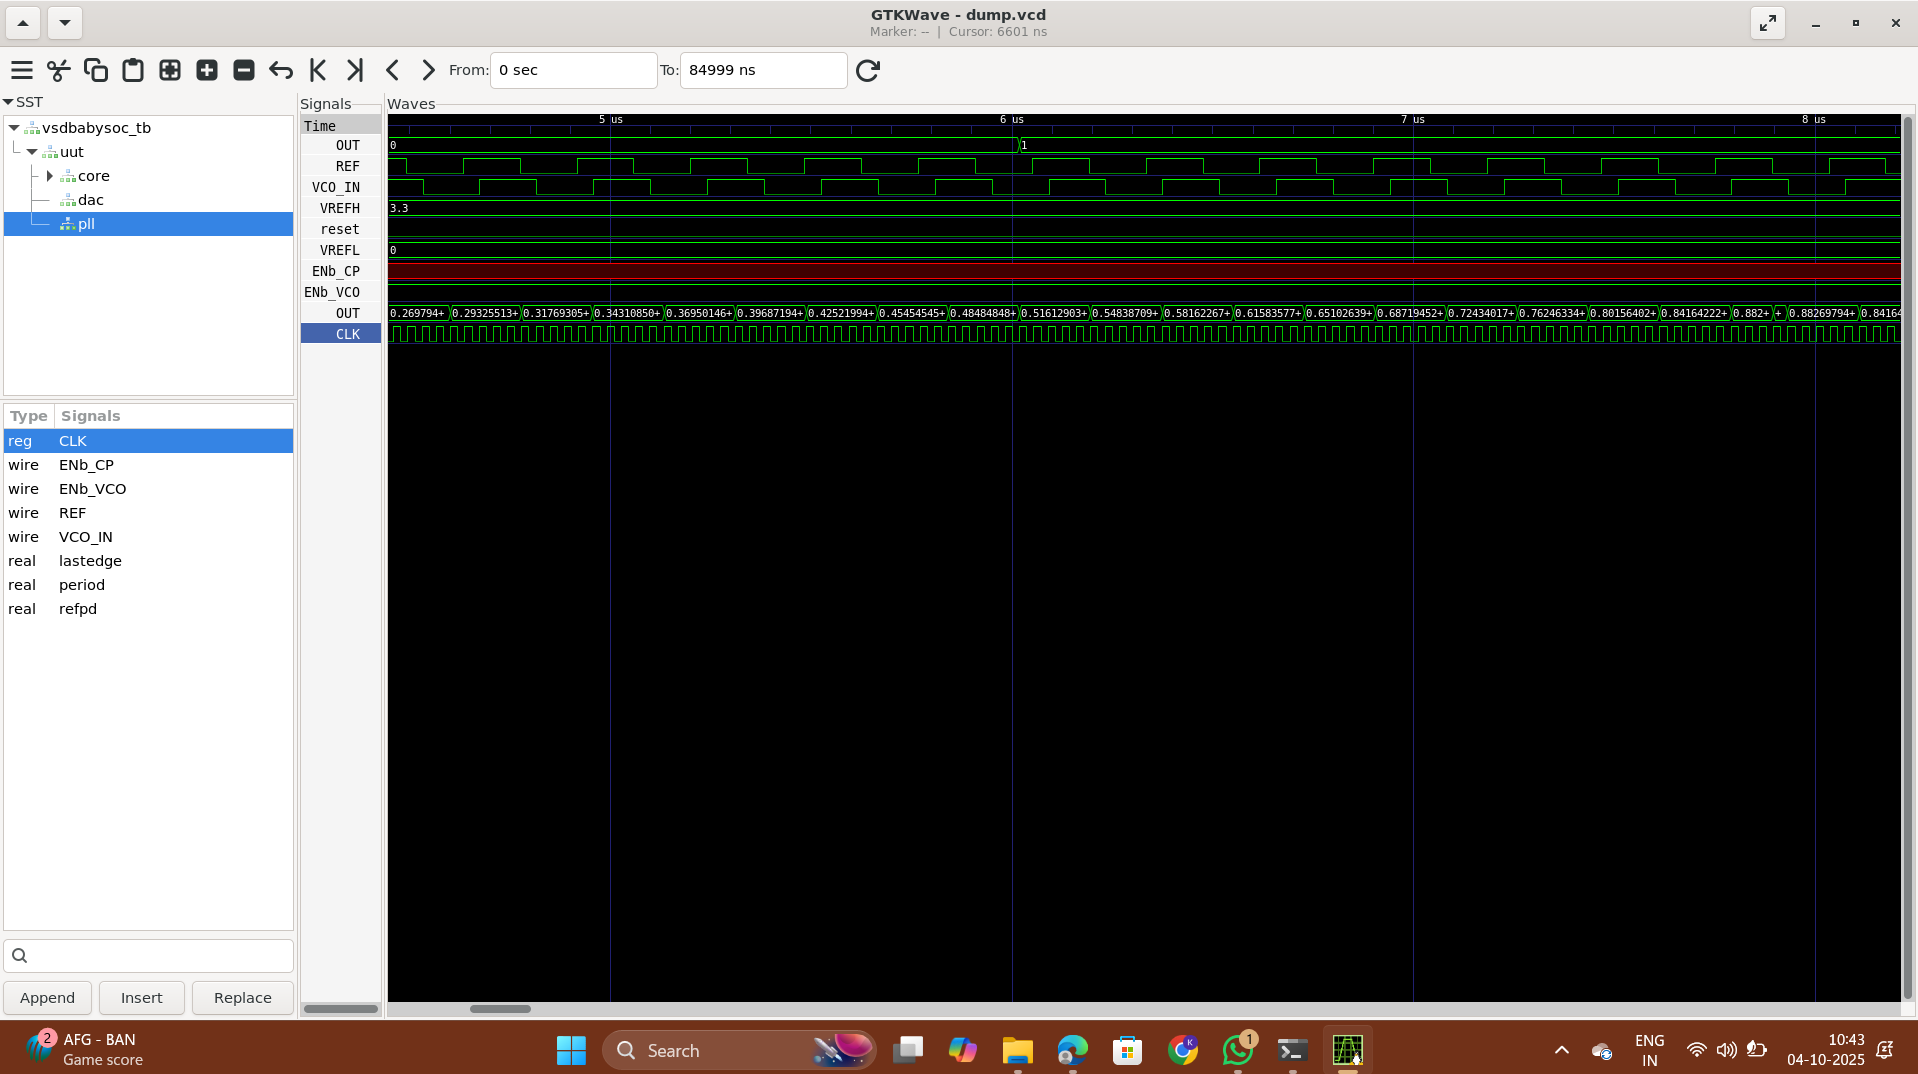 GTKWave - dump.vcd
Marker: -- | Cursor: 6601 ns
From: 0 sec To: 84999 ns
SST
vsdbabysoc_tb
uut
core
dac
pll
Type Signals
reg CLK
wire ENb_CP
wire ENb_VCO
wire REF
wire VCO_IN
real lastedge
real period
real refpd
Append Insert Replace
Signals
Time
OUT
REF
VCO_IN
VREFH
reset
VREFL
ENb_CP
ENb_VCO
OUT
CLK
Waves
5 us 6 us 7 us 8 us
0 1
3.3
0
0.269794+ 0.29325513+ 0.31769305+ 0.34310850+ 0.36950146+ 0.39687194+ 0.42521994+ 0.45454545+ 0.48484848+ 0.51612903+ 0.54838709+ 0.58162267+ 0.61583577+ 0.65102639+ 0.68719452+ 0.72434017+ 0.76246334+ 0.80156402+ 0.84164222+ 0.882+ + 0.88269794+ 0.84164
2 AFG - BAN
Game score
Search
K
1
ENG
IN
10:43
04-10-2025